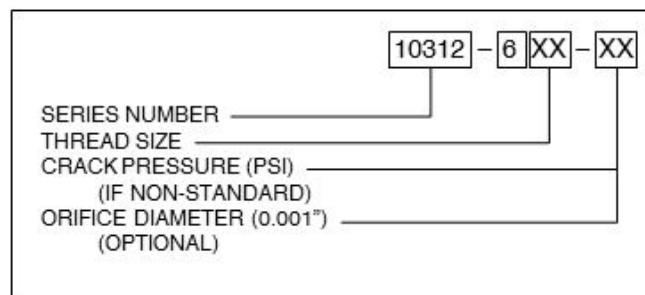 10312 – 6 XX – XX
SERIES NUMBER
THREAD SIZE
CRACK PRESSURE (PSI)
(IF NON-STANDARD)
ORIFICE DIAMETER (0.001")
(OPTIONAL)